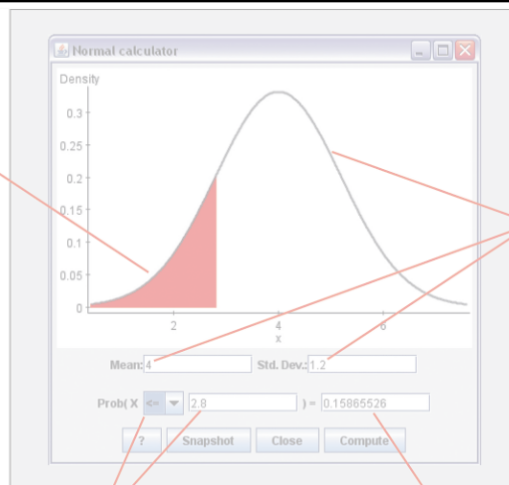 Normal calculator
Density
0.3
0.25
0.2
0.15
0.1
0.05
0
2 4 6
x
Mean: 4 Std. Dev.: 1.2
Prob( X <= 2.8 ) = 0.15865526
? Snapshot Close Compute